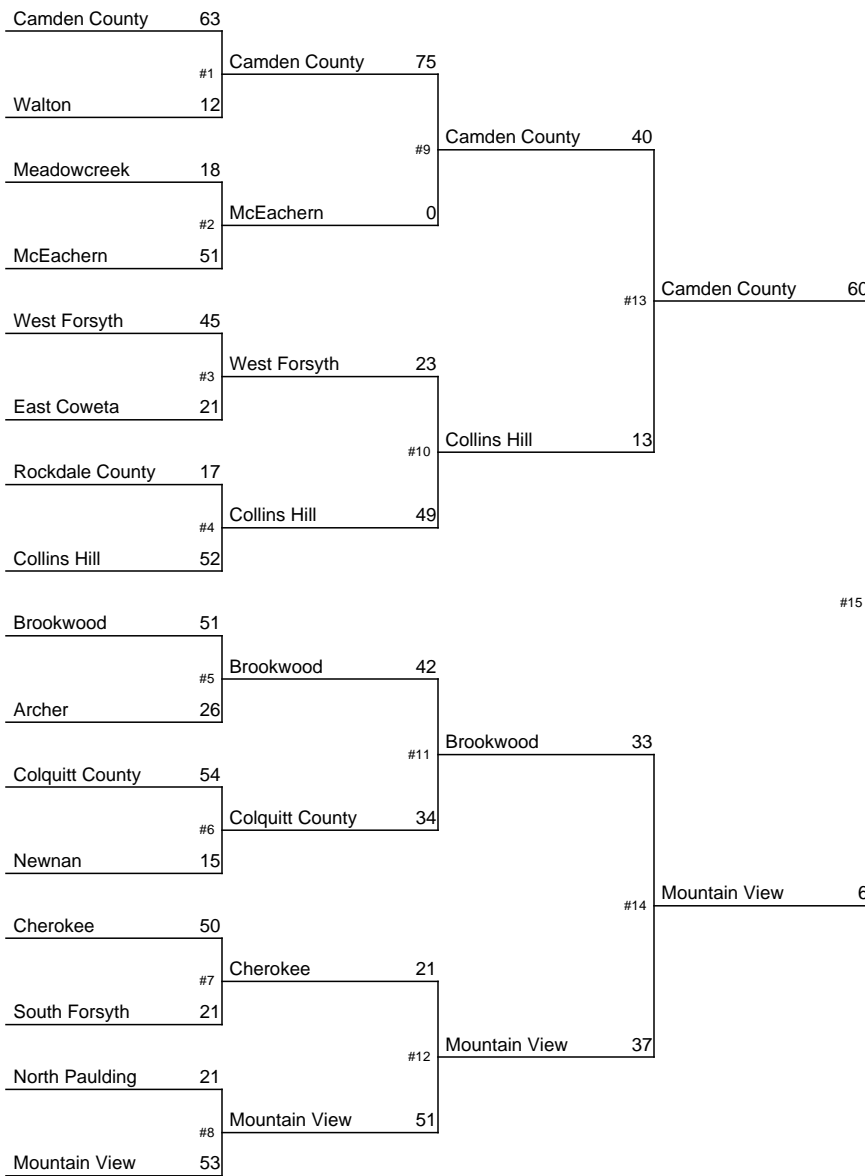 Camden County 63
#1 Camden County 75
Walton 12
#9 Camden County 40
Meadowcreek 18
#2 McEachern 0
McEachern 51
#13 Camden County 60
West Forsyth 45
#3 West Forsyth 23
East Coweta 21
#10 Collins Hill 13
Rockdale County 17
#4 Collins Hill 49
Collins Hill 52
#15
Brookwood 51
#5 Brookwood 42
Archer 26
#11 Brookwood 33
Colquitt County 54
#6 Colquitt County 34
Newnan 15
#14 Mountain View 6
Cherokee 50
#7 Cherokee 21
South Forsyth 21
#12 Mountain View 37
North Paulding 21
#8 Mountain View 51
Mountain View 53